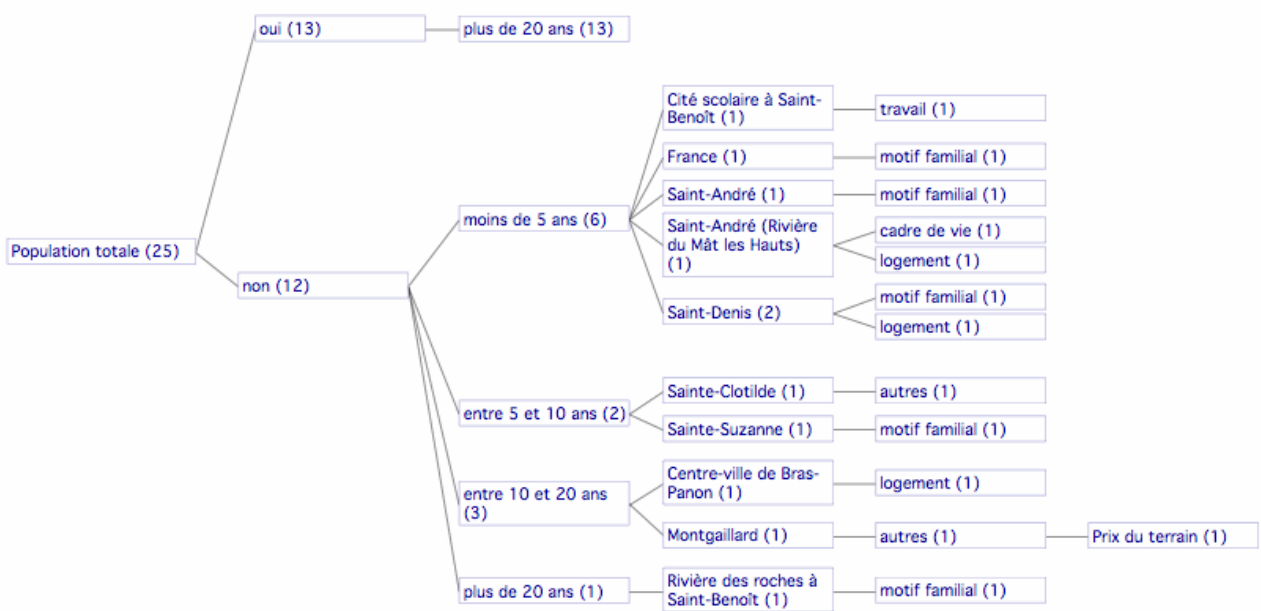 oui (13)
plus de 20 ans (13)
Cité scolaire à Saint-
Benoît (1)
travail (1)
France (1)
motif familial (1)
Saint-André (1)
motif familial (1)
moins de 5 ans (6)
Saint-André (Rivière
du Mât les Hauts)
(1)
cadre de vie (1)
logement (1)
Population totale (25)
non (12)
Saint-Denis (2)
motif familial (1)
logement (1)
entre 5 et 10 ans (2)
Sainte-Clotilde (1)
autres (1)
Sainte-Suzanne (1)
motif familial (1)
entre 10 et 20 ans
(3)
Centre-ville de Bras-
Panon (1)
logement (1)
Montgaillard (1)
autres (1)
Prix du terrain (1)
plus de 20 ans (1)
Rivière des roches à
Saint-Benoît (1)
motif familial (1)